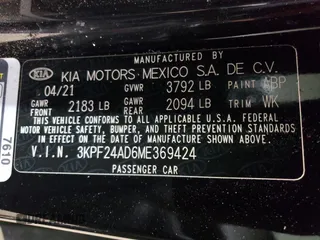 KIA KIA MOTORS MEXICO S.A. DE C.V.
04/21 GVWR 3792 LB PAINT ABP
GAWR FRONT 2183 LB GAWR REAR 2094 LB TRIM WK
THIS VEHICLE CONFORMS TO ALL APPLICABLE U.S. FEDERAL
MOTOR VEHICLE SAFETY, BUMPER, AND THEFT PREVENTION STANDARDS
IN EFFECT ON THE DATE OF MANUFACTURE SHOWN ABOVE.
V.I.N. 3KPF24AD6ME369424
PASSENGER CAR
7610